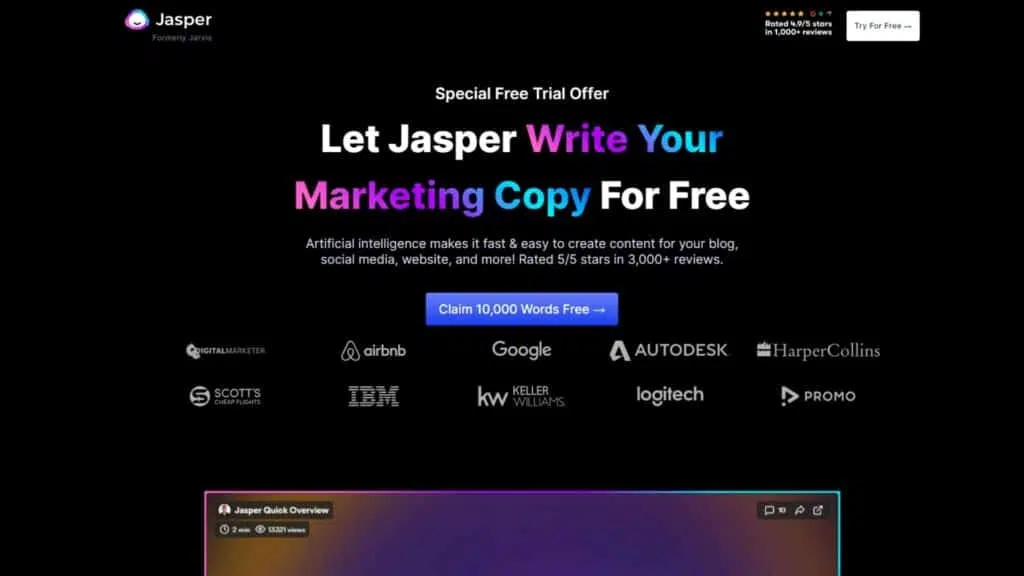 Jasper
Formerly Jarvis
Rated 4.9/5 stars
in 1,000+ reviews
Try For Free →
Special Free Trial Offer
Let Jasper Write Your
Marketing Copy For Free
Artificial intelligence makes it fast & easy to create content for your blog,
social media, website, and more! Rated 5/5 stars in 3,000+ reviews.
Claim 10,000 Words Free →
DIGITALMARKETER
airbnb
Google
AUTODESK
HarperCollins
SCOTT'S
CHEAP FLIGHTS
IBM
kw KELLER
WILLIAMS.
logitech
PROMO
Jasper Quick Overview
10
2 min
13321 views